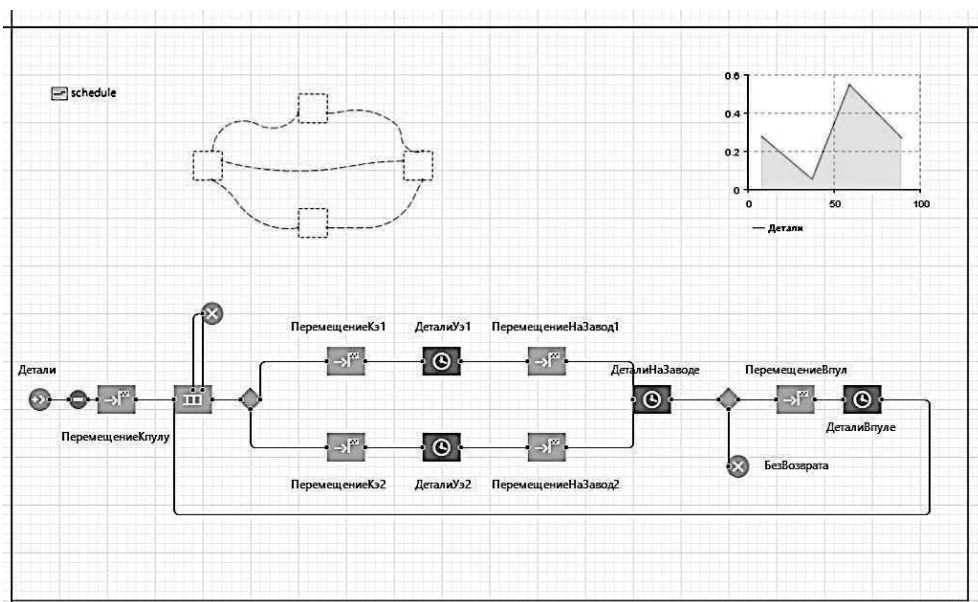 schedule
0.6
0.4
0.2
0
0
50
100
Детали
ПеремещениеКэ1
ДеталиУэ1
ПеремещениеНаЗавод1
Детали
ДеталиНаЗаводе
ПеремещениеВпул
ПеремещениеКпулу
ДеталиВпуле
БезВозврата
ПеремещениеКэ2
ДеталиУэ2
ПеремещениеНаЗавод2